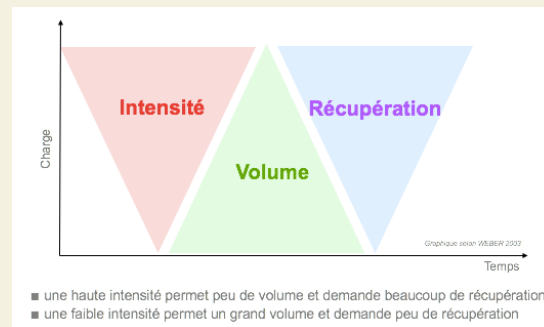 Charge
Intensité
Récupération
Volume
Graphique selon WEBER 2003
Temps
■ une haute intensité permet peu de volume et demande beaucoup de récupération
■ une faible intensité permet un grand volume et demande peu de récupération